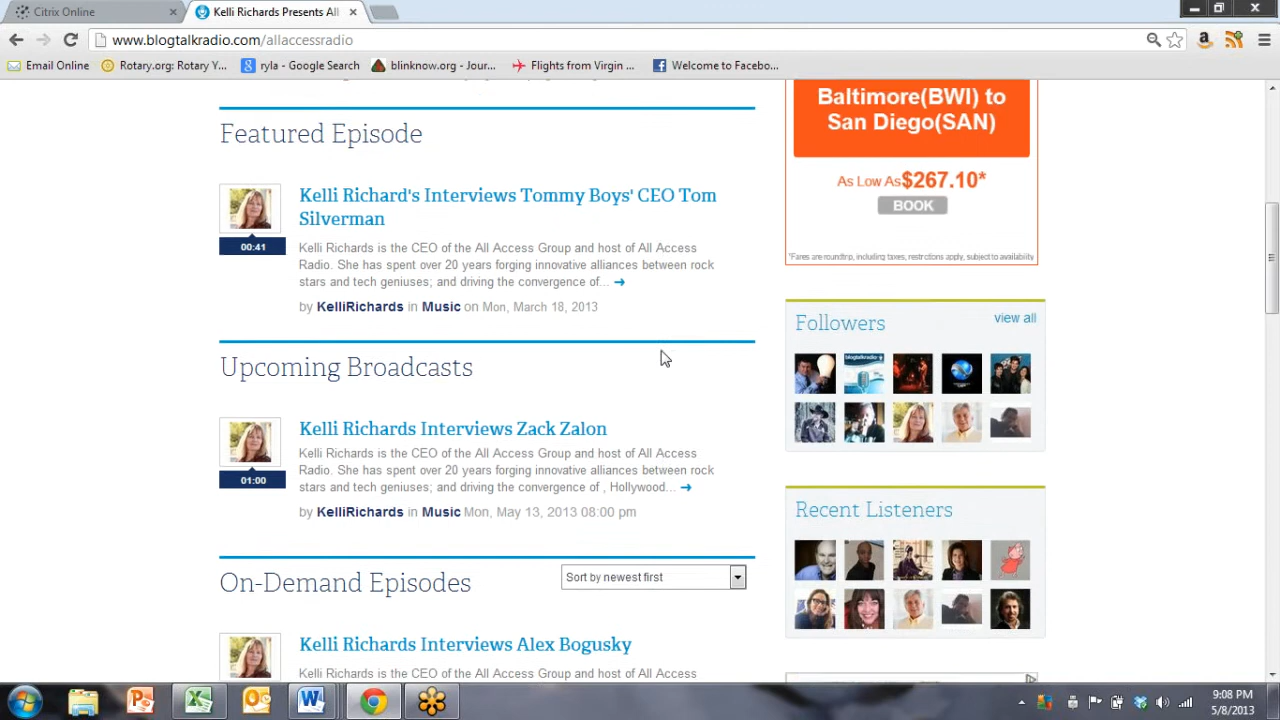 Citrix Online
Kelli Richards Presents All
www.blogtalkradio.com/allaccessradio
Email Online
Rotary.org: Rotary Y...
ryla - Google Search
blinknow.org - Jour...
Flights from Virgin ...
Welcome to Facebo...
Baltimore(BWI) to
San Diego(SAN)
As Low As$267.10*
BOOK
*Fares are roundtrip, including taxes, restrictions apply, subject to availability
Featured Episode
Kelli Richard's Interviews Tommy Boys' CEO Tom
Silverman
00:41
Kelli Richards is the CEO of the All Access Group and host of All Access
Radio. She has spent over 20 years forging innovative alliances between rock
stars and tech geniuses; and driving the convergence of...
by KelliRichards in Music on Mon, March 18, 2013
Upcoming Broadcasts
Kelli Richards Interviews Zack Zalon
01:00
Kelli Richards is the CEO of the All Access Group and host of All Access
Radio. She has spent over 20 years forging innovative alliances between rock
stars and tech geniuses; and driving the convergence of , Hollywood...
by KelliRichards in Music Mon, May 13, 2013 08:00 pm
On-Demand Episodes
Sort by newest first
Kelli Richards Interviews Alex Bogusky
Kelli Richards is the CEO of the All Access Group and host of All Access
Followers
view all
blogtalkradio
Recent Listeners
9:08 PM
5/8/2013